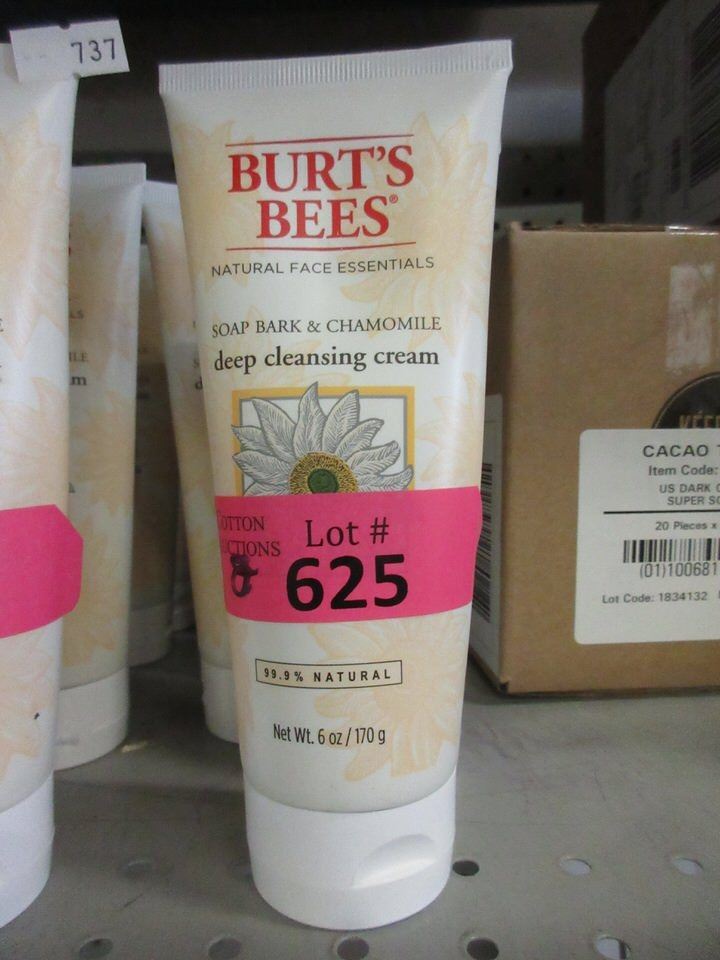 737
BURT'S
BEES®
NATURAL FACE ESSENTIALS
SOAP BARK & CHAMOMILE
deep cleansing cream
Lot #
625
99.9% NATURAL
Net Wt. 6 oz / 170 g
CACAO
Item Code:
US DARK
SUPER
20 Pieces x
(01)100681
Lot Code: 1834132